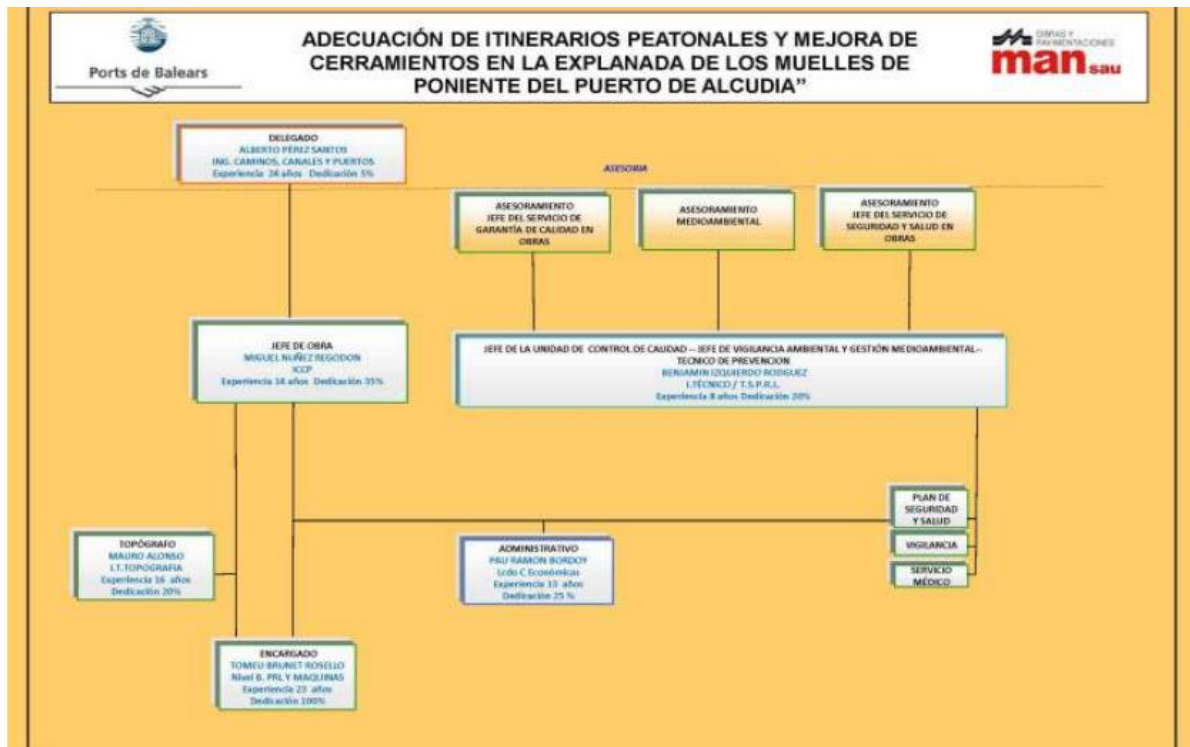 Ports de Balears
ADECUACIÓN DE ITINERARIOS PEATONALES Y MEJORA DE
CERRAMIENTOS EN LA EXPLANADA DE LOS MUELLES DE
PONIENTE DEL PUERTO DE ALCUDIA”
OBRAS Y
PAVIMENTACIONES
man sau
DELEGADO
ALBERTO PÉREZ SANTOS
ING. CAMINOS, CANALES Y PUERTOS
Experiencia 24 años Dedicación 5%
ASESORIA
ASESORAMIENTO
JEFE DEL SERVICIO DE
GARANTÍA DE CALIDAD EN
OBRAS
ASESORAMIENTO
MEDIOAMBIENTAL
ASESORAMIENTO
JEFE DEL SERVICIO DE
SEGURIDAD Y SALUD EN
OBRAS
JEFE DE OBRA
MIGUEL NUÑEZ REGODON
ICCP
Experiencia 18 años Dedicación 35%
JEFE DE LA UNIDAD DE CONTROL DE CAUDAD -- JEFE DE VIGILANCIA AMBIENTAL Y GESTIÓN MEDIOAMBIENTAL--
TECNICO DE PREVENCION
BENJAMIN IZQUIERDO RODGUEZ
I.TÉCNICO / T.S.P.R.L.
Experiencia 8 años Dedicación 20%
PLAN DE
SEGURIDAD
Y SALUD
VIGILANCIA
SERVICIO
MÉDICO
TOPÓGRAFO
MAURO ALONSO
I.T.TOPOGRAFIA
Experiencia 16 años
Dedicación 20%
ADMINISTRATIVO
PAU RAMON BORDOY
Lcdo C Económicas
Experiencia 13 años
Dedicación 25 %
ENCARGADO
TOMEU BRUNET ROSELLO
Nivel B. PRL Y MAQUINAS
Experiencia 23 años
Dedicación 100%